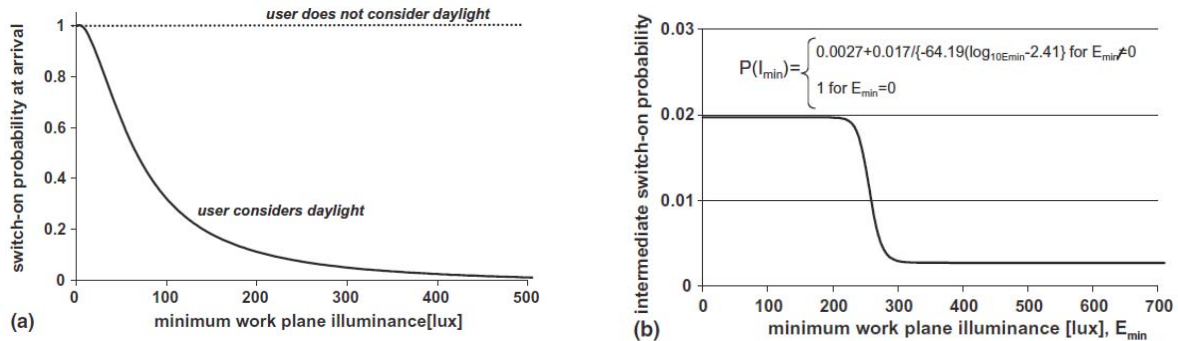 user does not consider daylight
1
0.8
0.6
0.4
0.2
0
switch-on probability at arrival
user considers daylight
0 100 200 300 400 500
minimum work plane illuminance[lux]
(a)
0.03
0.02
0.01
0
intermediate switch-on probability
0.0027+0.017/{-64.19(log10Emin-2.41} for Emin≠0
P(Imin)=
1 for Emin=0
0 100 200 300 400 500 600 700
minimum work plane illuminance [lux], Emin
(b)